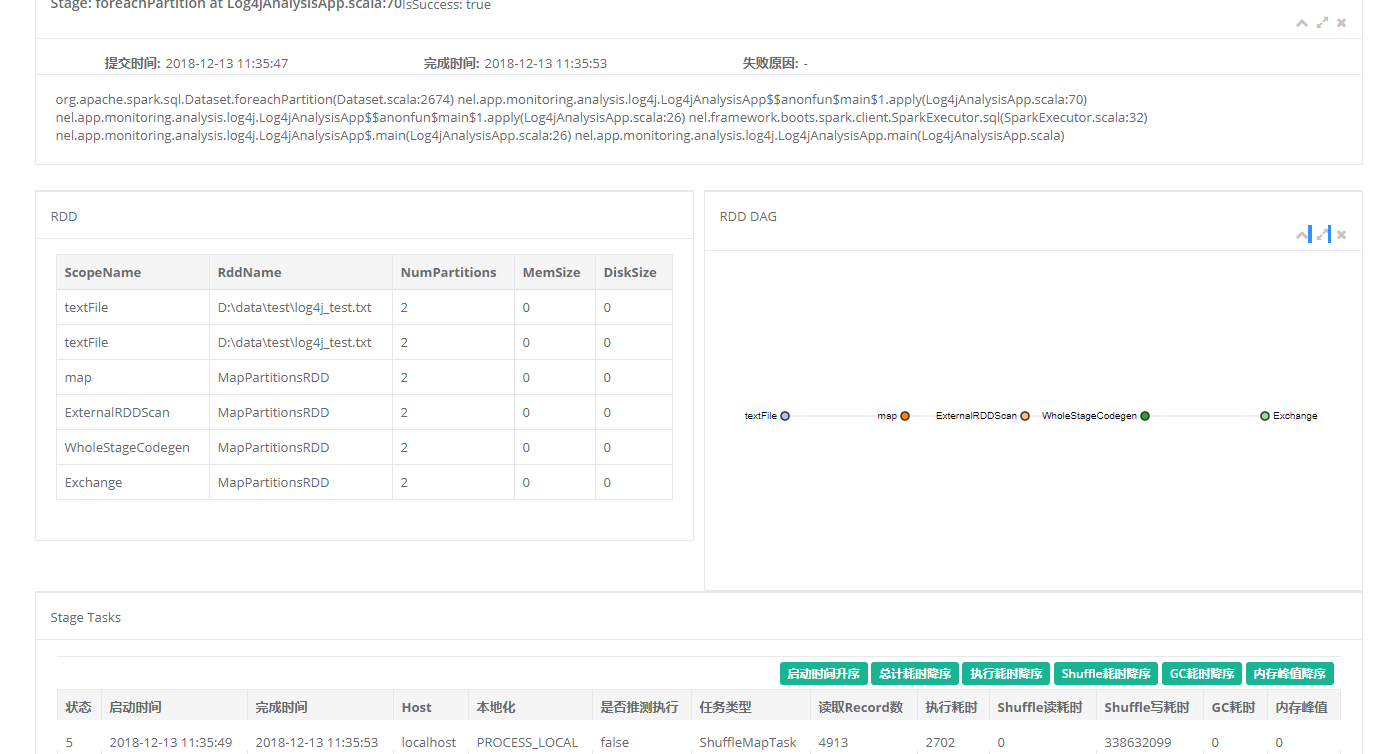 Stage: foreachPartition at Log4jAnalysisApp.scala:70IsSuccess: true
提交时间: 2018-12-13 11:35:47 完成时间: 2018-12-13 11:35:53 失败原因: -
org.apache.spark.sql.Dataset.foreachPartition(Dataset.scala:2674) nel.app.monitoring.analysis.log4j.Log4jAnalysisApp$$anonfun$main$1.apply(Log4jAnalysisApp.scala:70)
nel.app.monitoring.analysis.log4j.Log4jAnalysisApp$$anonfun$main$1.apply(Log4jAnalysisApp.scala:26) nel.framework.boots.spark.client.SparkExecutor.sql(SparkExecutor.scala:32)
nel.app.monitoring.analysis.log4j.Log4jAnalysisApp$.main(Log4jAnalysisApp.scala:26) nel.app.monitoring.analysis.log4j.Log4jAnalysisApp.main(Log4jAnalysisApp.scala)
RDD
ScopeName RddName NumPartitions MemSize DiskSize
textFile D:\data\test\log4j_test.txt 2 0 0
textFile D:\data\test\log4j_test.txt 2 0 0
map MapPartitionsRDD 2 0 0
ExternalRDDScan MapPartitionsRDD 2 0 0
WholeStageCodegen MapPartitionsRDD 2 0 0
Exchange MapPartitionsRDD 2 0 0
RDD DAG
textFile map ExternalRDDScan WholeStageCodegen Exchange
Stage Tasks
启动时间升序 总计耗时降序 执行耗时降序 Shuffle耗时降序 GC耗时降序 内存峰值降序
状态 启动时间 完成时间 Host 本地化 是否推测执行 任务类型 读取Record数 执行耗时 Shuffle读耗时 Shuffle写耗时 GC耗时 内存峰值
5 2018-12-13 11:35:49 2018-12-13 11:35:53 localhost PROCESS_LOCAL false ShuffleMapTask 4913 2702 0 338632099 0 0